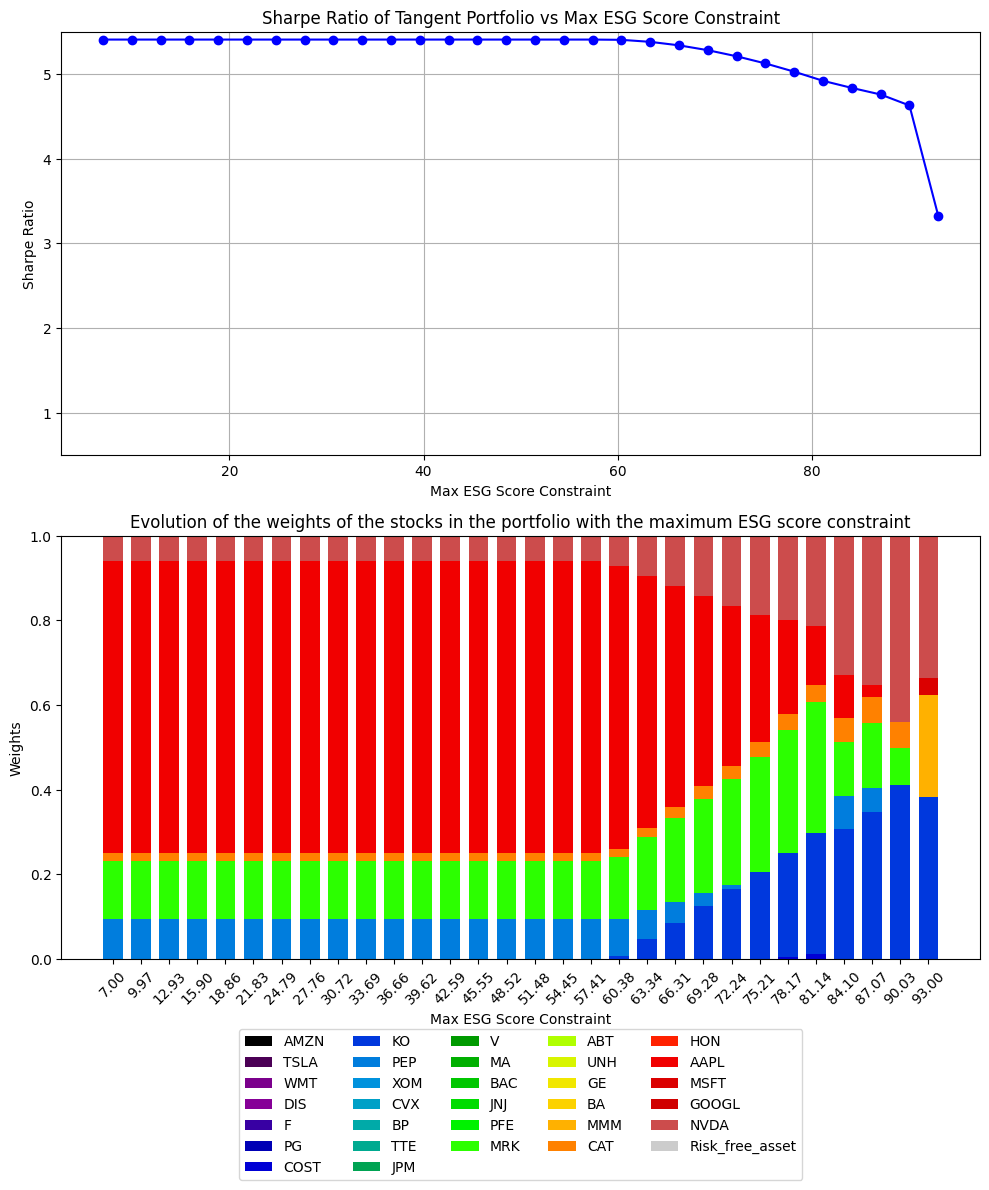 Sharpe Ratio of Tangent Portfolio vs Max ESG Score Constraint
5
4
3
2
1
Sharpe Ratio
20 40 60 80
Max ESG Score Constraint
Evolution of the weights of the stocks in the portfolio with the maximum ESG score constraint
1.0
0.8
0.6
0.4
0.2
0.0
Weights
7.00 9.97 12.93 15.90 18.86 21.83 24.79 27.76 30.72 33.69 36.66 39.62 42.59 45.55 48.52 51.48 54.45 57.41 60.38 63.34 66.31 69.28 72.24 75.21 78.17 81.14 84.10 87.07 90.03 93.00
Max ESG Score Constraint
AMZN KO V ABT HON
TSLA PEP MA UNH AAPL
WMT XOM BAC GE MSFT
DIS CVX JNJ BA GOOGL
F BP PFE MMM NVDA
PG TTE MRK CAT Risk_free_asset
COST JPM